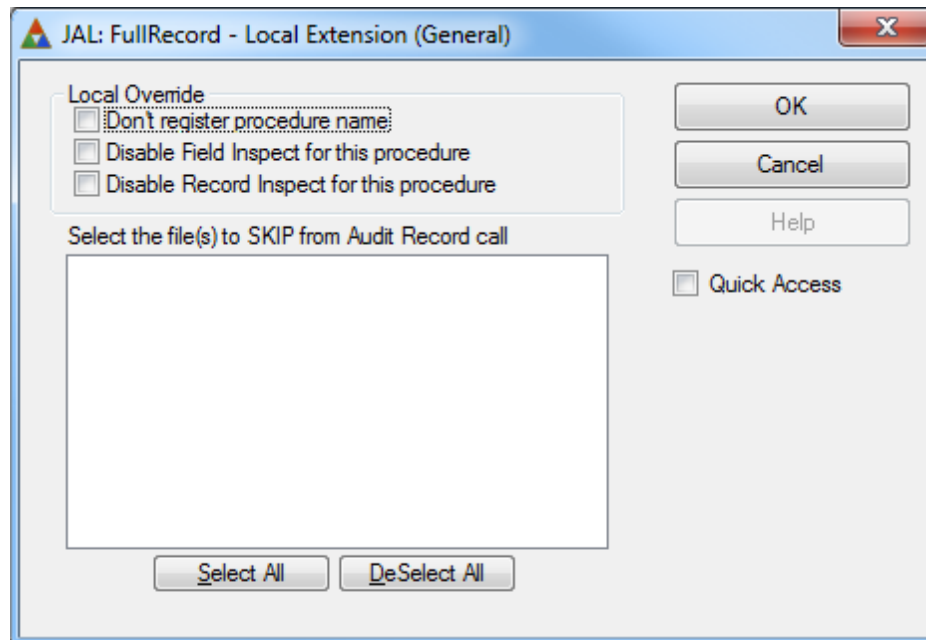 JAL: FullRecord - Local Extension (General)
Local Override
Don't register procedure name
Disable Field Inspect for this procedure
Disable Record Inspect for this procedure
Select the file(s) to SKIP from Audit Record call
Select All
DeSelect All
OK
Cancel
Help
Quick Access